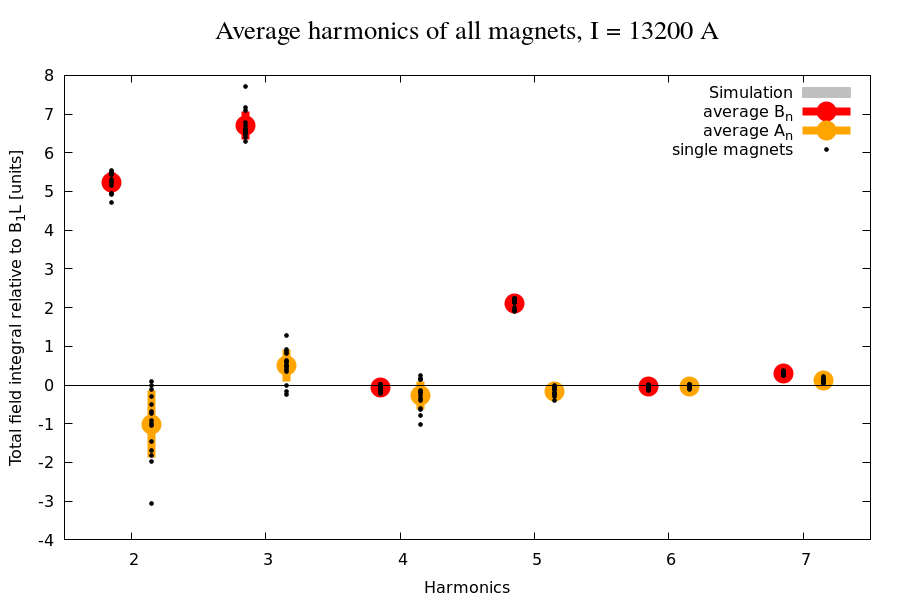 Average harmonics of all magnets, I = 13200 A
Simulation
average Bn
average An
single magnets
Total field integral relative to B1L [units]
8
7
6
5
4
3
2
1
0
-1
-2
-3
-4
2 3 4 5 6 7
Harmonics